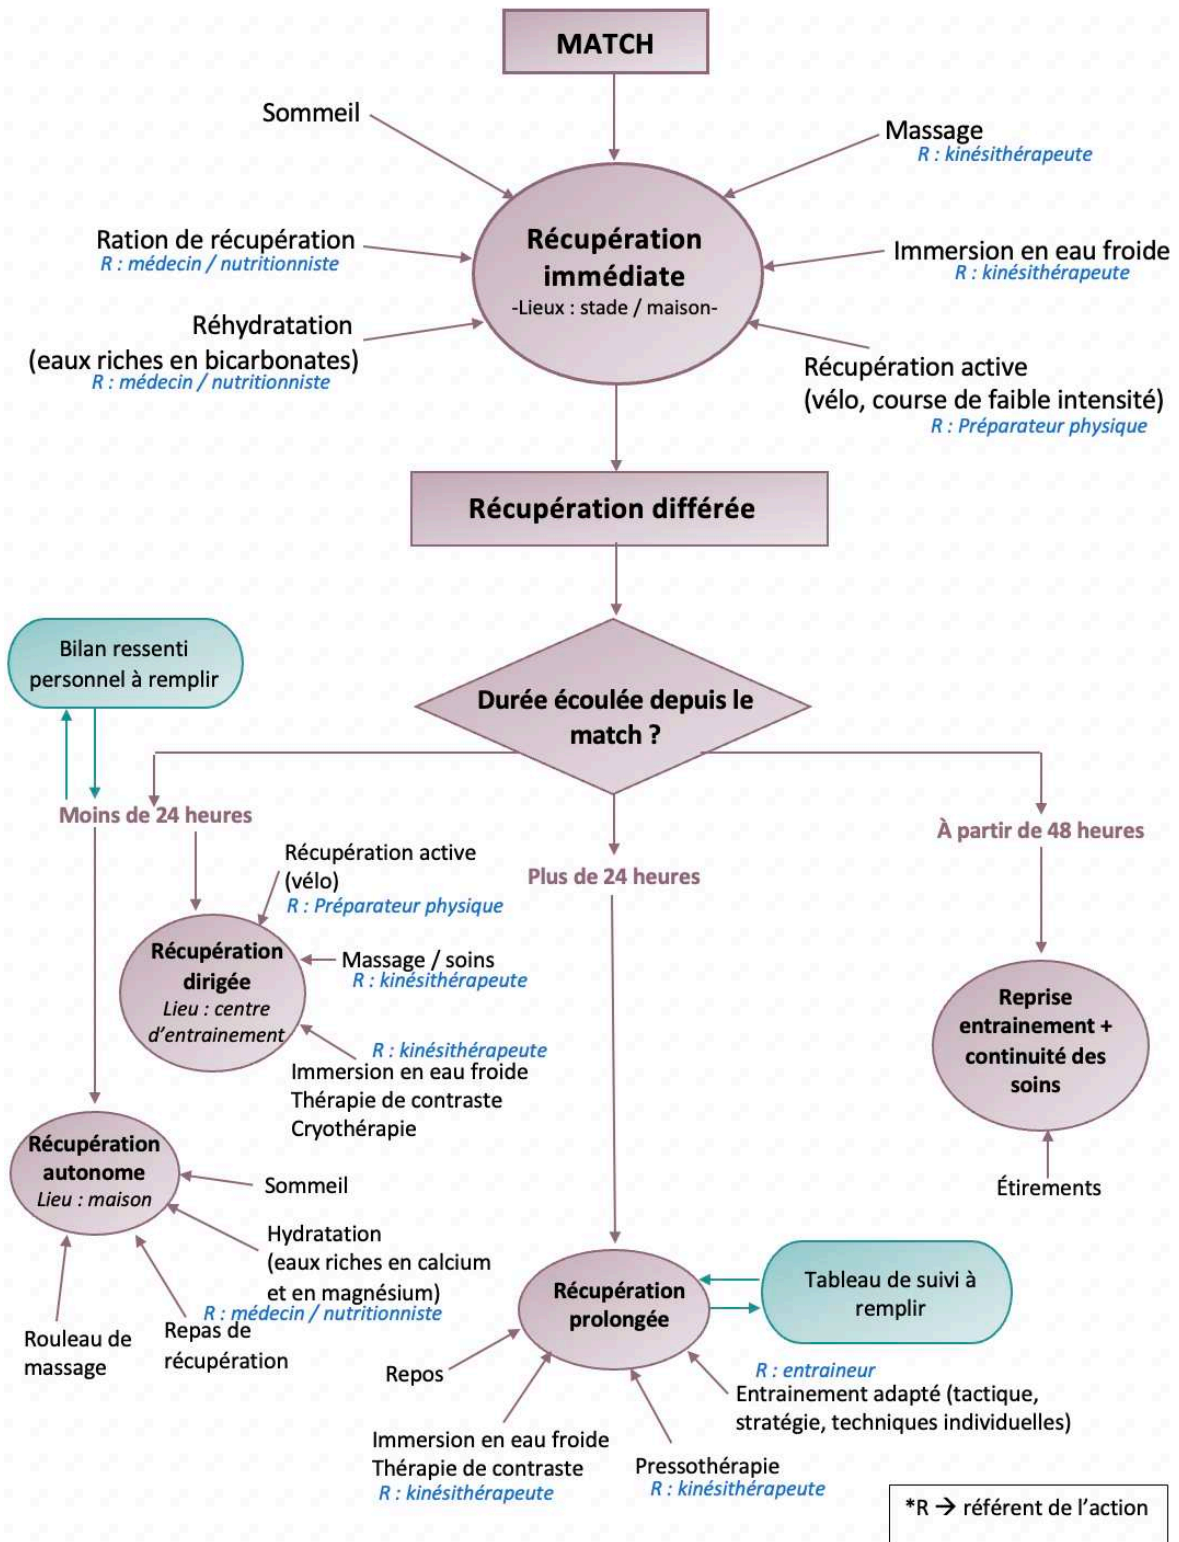 MATCH
Sommeil
Massage
R : kinésithérapeute
Récupération
immédiate
-Lieux : stade / maison-
Ration de récupération
R : médecin / nutritionniste
Immersion en eau froide
R : kinésithérapeute
Réhydratation
(eaux riches en bicarbonates)
R : médecin / nutritionniste
Récupération active
(vélo, course de faible intensité)
R : Préparateur physique
Récupération différée
Bilan ressenti
personnel à remplir
Durée écoulée depuis le
match ?
Moins de 24 heures
Plus de 24 heures
À partir de 48 heures
Récupération active
(vélo)
R : Préparateur physique
Récupération
dirigée
Lieu : centre
d’entrainement
Massage / soins
R : kinésithérapeute
R : kinésithérapeute
Immersion en eau froide
Thérapie de contraste
Cryothérapie
Reprise
entrainement +
continuité des
soins
Étirements
Récupération
autonome
Lieu : maison
Sommeil
Hydratation
(eaux riches en calcium
et en magnésium)
R : médecin / nutritionniste
Rouleau de
massage
Repas de
récupération
Récupération
prolongée
Tableau de suivi à
remplir
Repos
R : entraineur
Entrainement adapté (tactique,
stratégie, techniques individuelles)
Immersion en eau froide
Thérapie de contraste
R : kinésithérapeute
Pressothérapie
R : kinésithérapeute
*R → référent de l’action